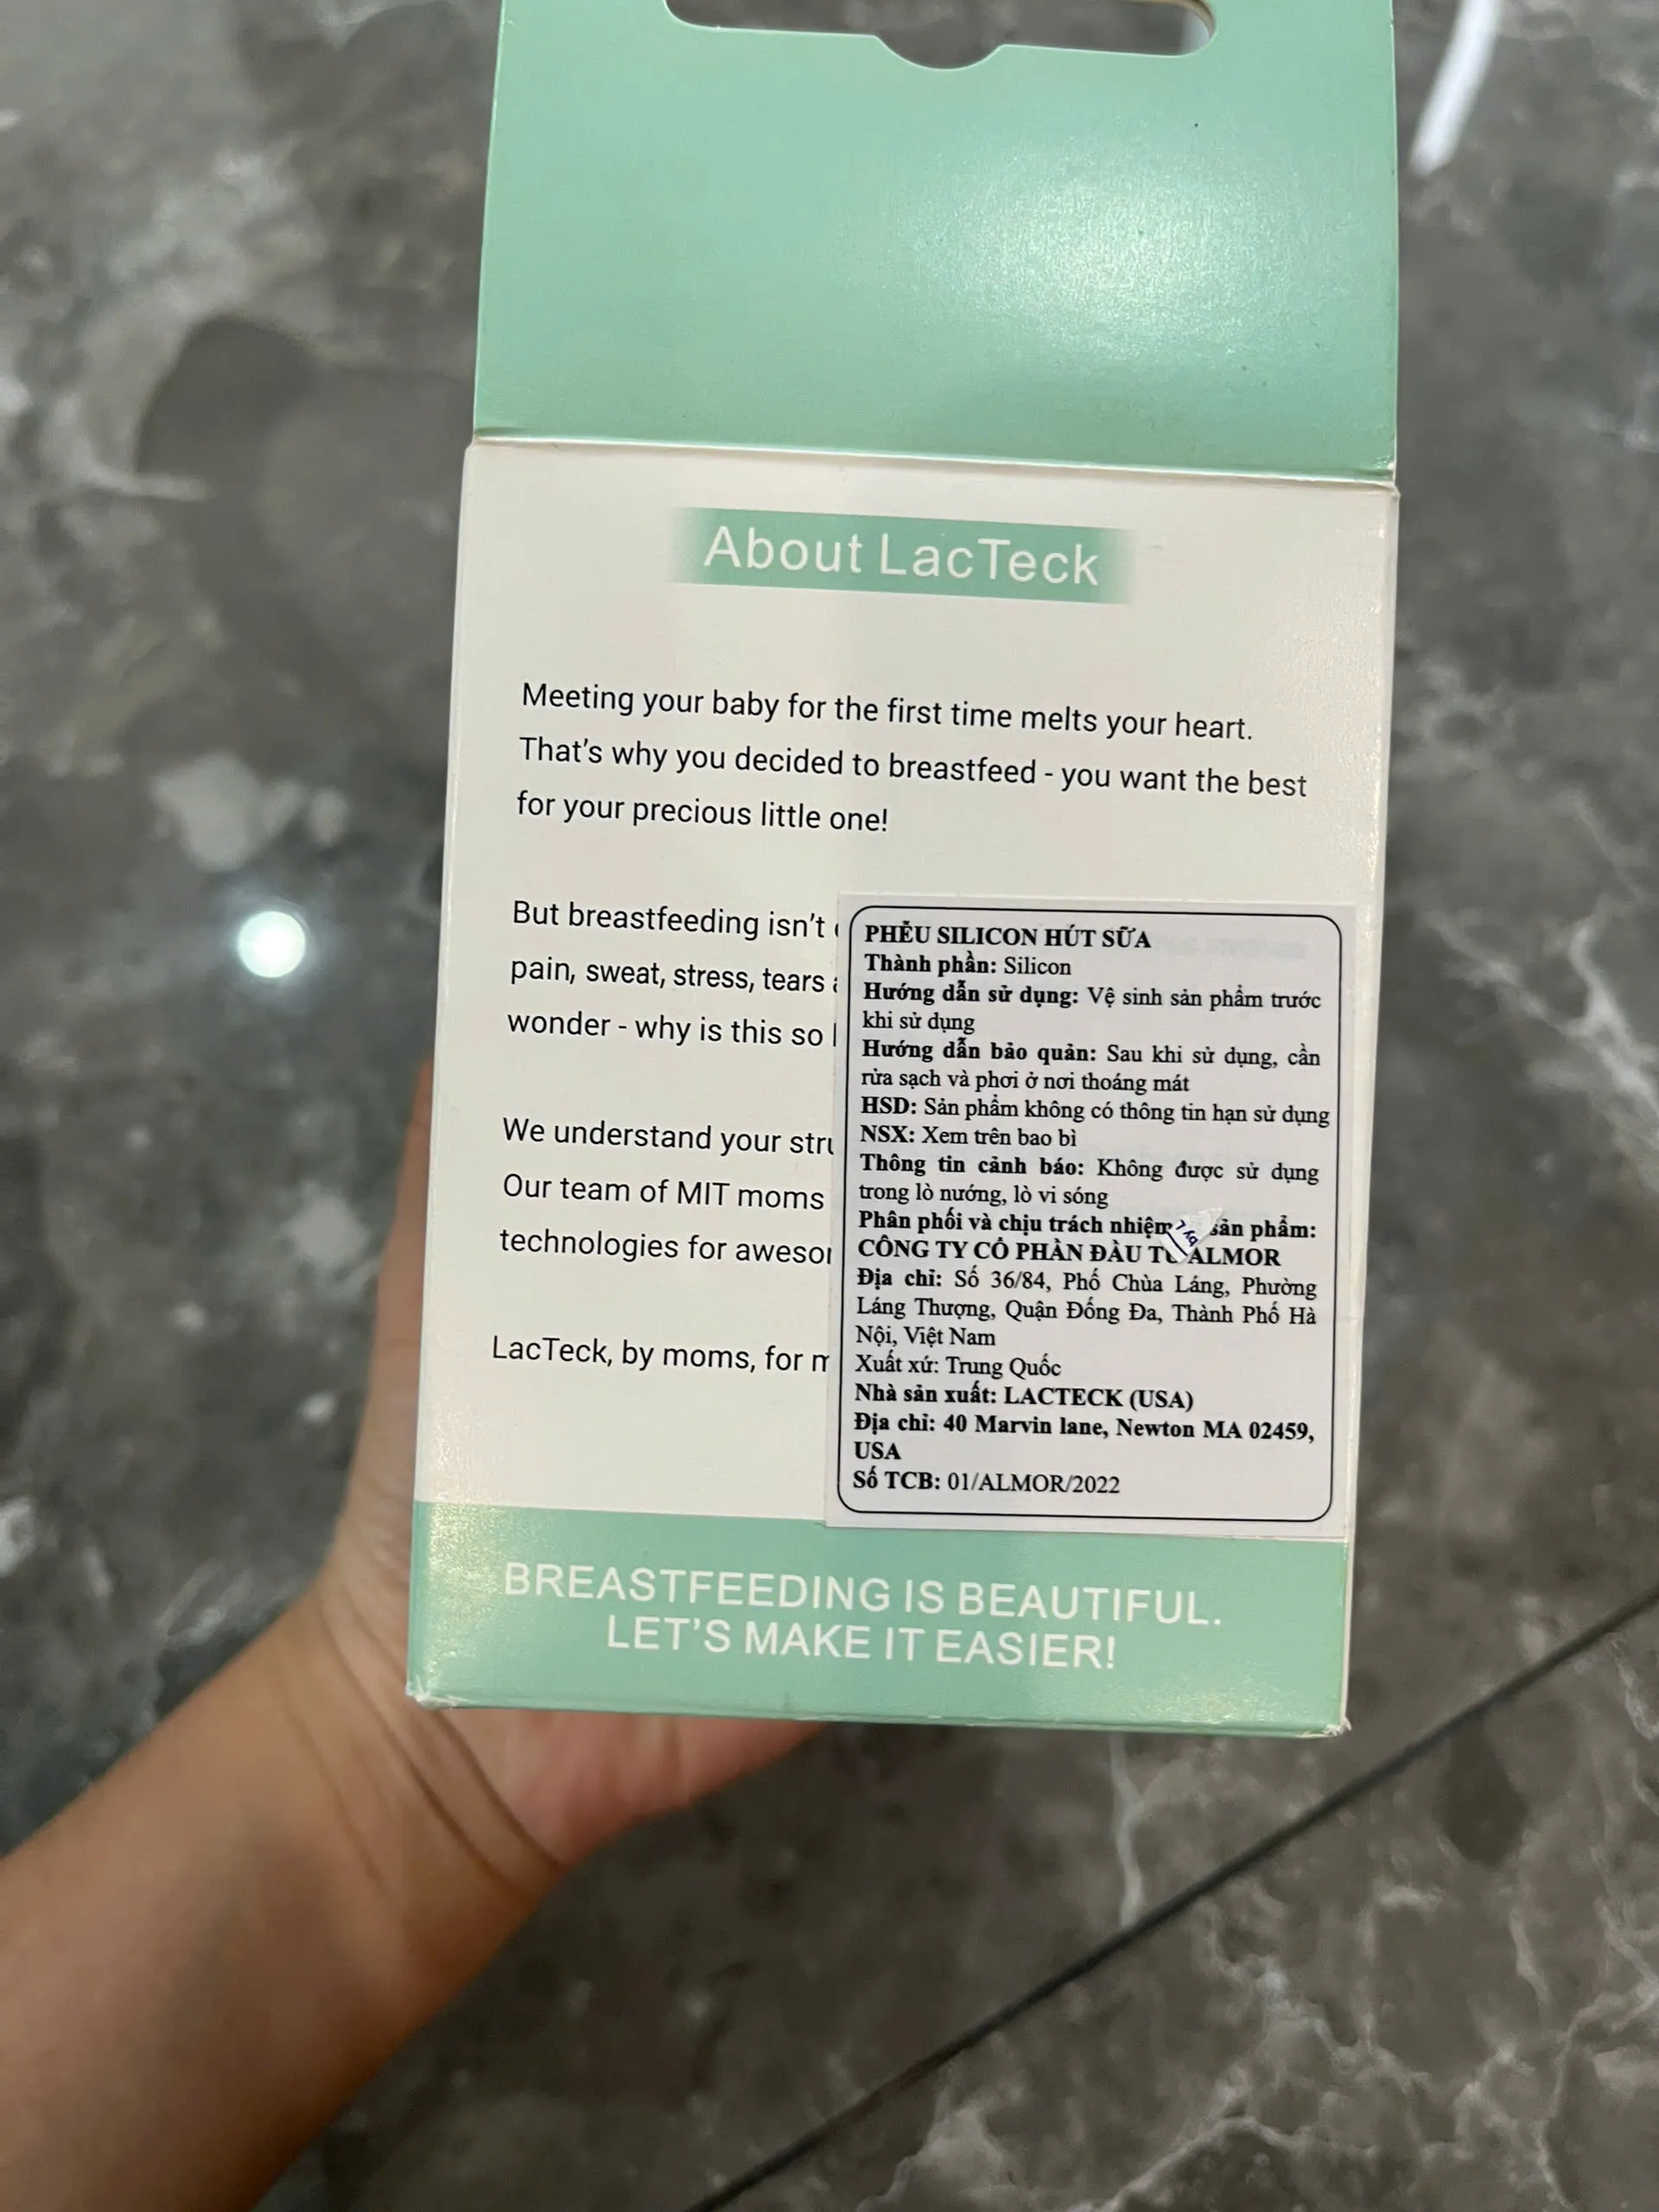 About LacTeck
Meeting your baby for the first time melts your heart.
That's why you decided to breastfeed - you want the best
for your precious little one!
But breastfeeding isn't
pain, sweat, stress, tears
wonder - why is this so
We understand your
Our team of MIT moms
technologies for
LacTeck, by moms, for
PHỄU SILICON HÚT SỮA
Thành phần: Silicon
Hướng dẫn sử dụng: Vệ sinh sản phẩm trước
khi sử dụng
Hướng dẫn bảo quản: Sau khi sử dụng, cần
rửa sạch và phơi ở nơi thoáng mát
HSD: Sản phẩm không có thông tin hạn sử dụng
NSX: Xem trên bao bì
Thông tin cảnh báo: Không được sử dụng
trong lò nướng, lò vi sóng
Phân phối và chịu trách nhiệm sản phẩm:
CÔNG TY CỔ PHẦN ĐẦU TƯ ALMOR
Địa chỉ: Số 36/84, Phố Chùa Láng, Phường
Láng Thượng, Quận Đống Đa, Thành Phố Hà
Nội, Việt Nam
Xuất xứ: Trung Quốc
Nhà sản xuất: LACTECK (USA)
Địa chỉ: 40 Marvin lane, Newton MA 02459,
USA
Số TCB: 01/ALMOR/2022
BREASTFEEDING IS BEAUTIFUL.
LET'S MAKE IT EASIER!